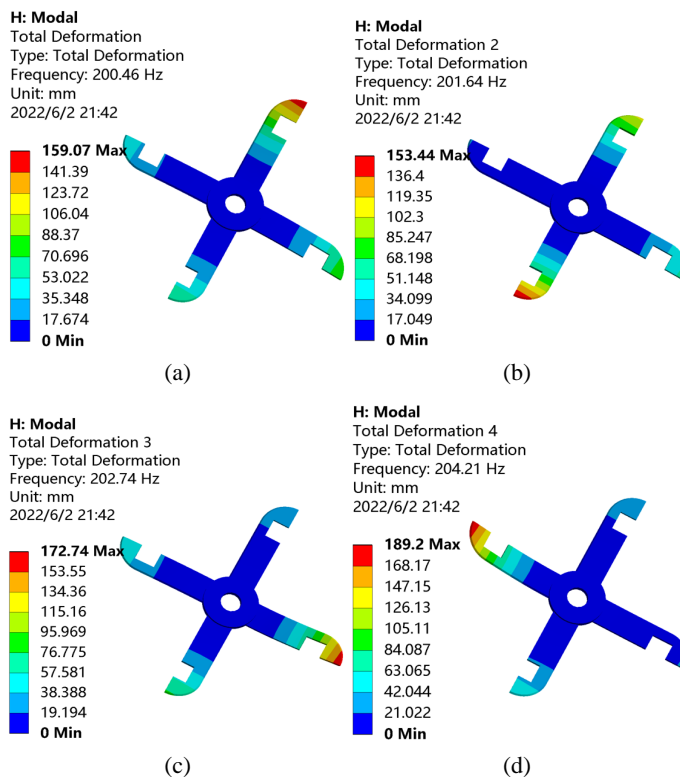 H: Modal
Total Deformation
Type: Total Deformation
Frequency: 200.46 Hz
Unit: mm
2022/6/2 21:42
159.07 Max
141.39
123.72
106.04
88.37
70.696
53.022
35.348
17.674
0 Min
(a)
H: Modal
Total Deformation 2
Type: Total Deformation
Frequency: 201.64 Hz
Unit: mm
2022/6/2 21:42
153.44 Max
136.4
119.35
102.3
85.247
68.198
51.148
34.099
17.049
0 Min
(b)
H: Modal
Total Deformation 3
Type: Total Deformation
Frequency: 202.74 Hz
Unit: mm
2022/6/2 21:42
172.74 Max
153.55
134.36
115.16
95.969
76.775
57.581
38.388
19.194
0 Min
(c)
H: Modal
Total Deformation 4
Type: Total Deformation
Frequency: 204.21 Hz
Unit: mm
2022/6/2 21:42
189.2 Max
168.17
147.15
126.13
105.11
84.087
63.065
42.044
21.022
0 Min
(d)